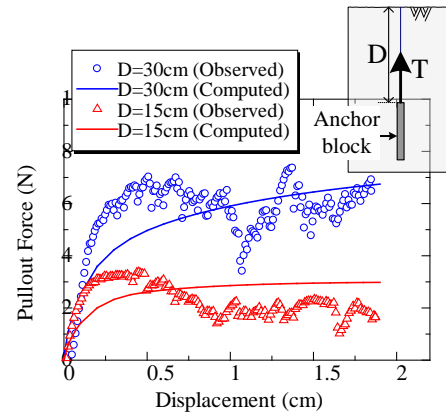 D=30cm (Observed)
D=30cm (Computed)
D=15cm (Observed)
D=15cm (Computed)
D
T
Anchor
block
Pullout Force (N)
1
8
6
4
2
0
0
0.5
1
1.5
2
Displacement (cm)